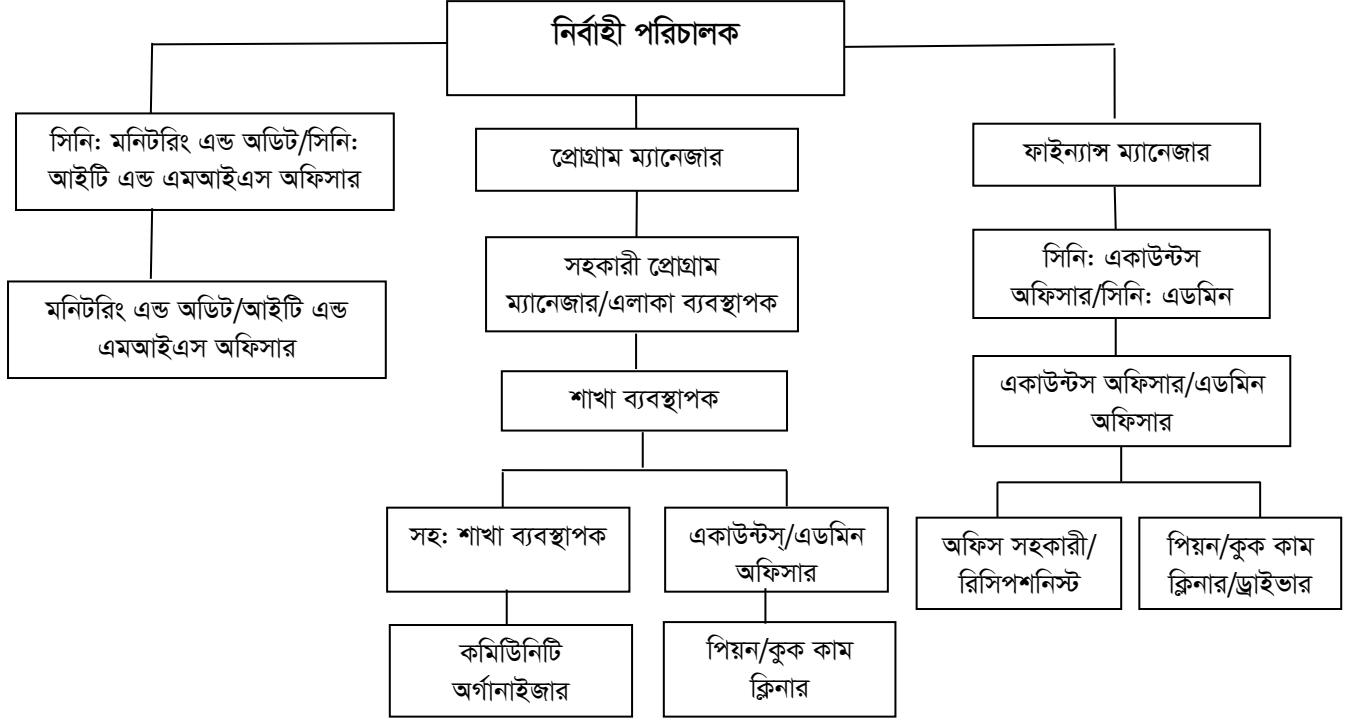 নির্বাহী পরিচালক
সিনি: মনিটরিং এন্ড অডিট/সিনি:
আইটি এন্ড এমআইএস অফিসার
প্রোগ্রাম ম্যানেজার
ফাইন্যান্স ম্যানেজার
মনিটরিং এন্ড অডিট/আইটি এন্ড
এমআইএস অফিসার
সহকারী প্রোগ্রাম
ম্যানেজার/এলাকা ব্যবস্থাপক
সিনি: একাউন্টস
অফিসার/সিনি: এডমিন
শাখা ব্যবস্থাপক
একাউন্টস অফিসার/এডমিন
অফিসার
সহ: শাখা ব্যবস্থাপক
একাউন্টস্/এডমিন
অফিসার
অফিস সহকারী/
রিসিপশনিস্ট
পিয়ন/কুক কাম
ক্লিনার/ড্রাইভার
কমিউিনিটি
অর্গানাইজার
পিয়ন/কুক কাম
ক্লিনার